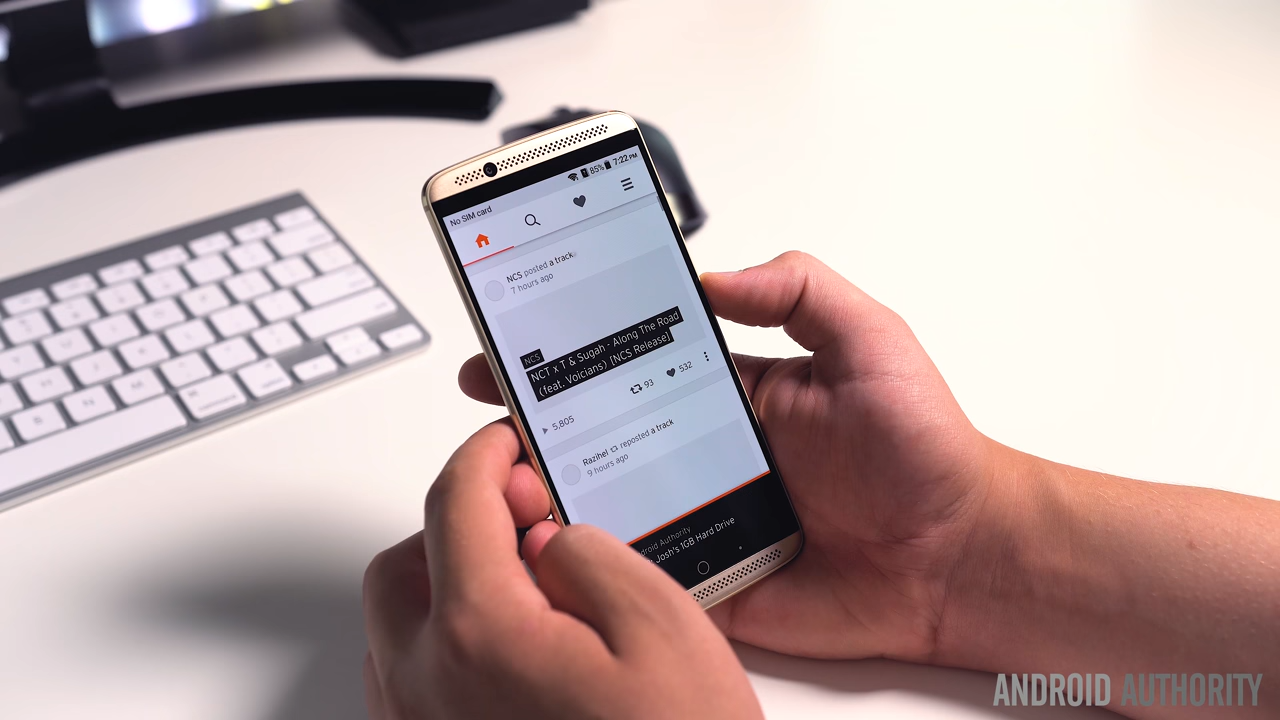 No SIM card 85% 7:22 PM
NCS posted a track
7 hours ago
NCS
NCT x T & Sugah - Along The Road
(feat. Voicians) [NCS Release]
5,805 93 532
Razihel reposted a track
9 hours ago
Authority
Josh's 1GB Hard Drive
ANDROID AUTHORITY